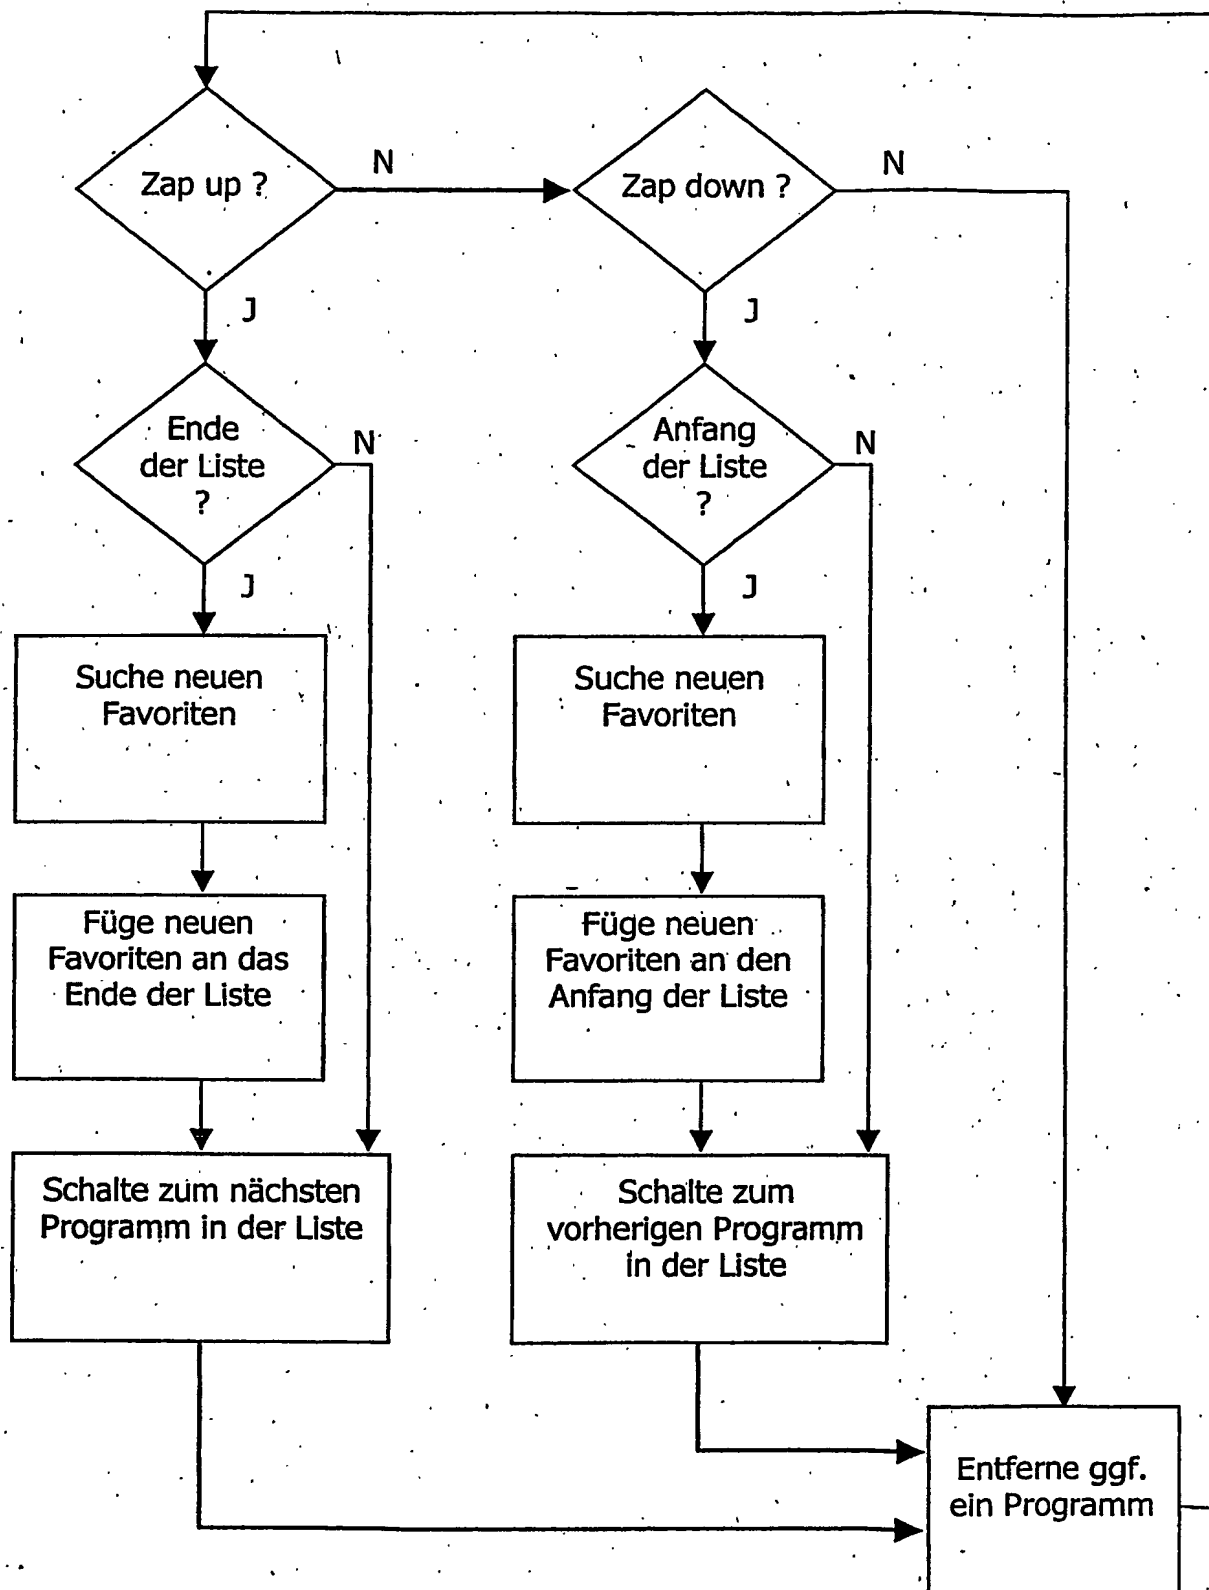 Zap up ?
N
Zap down ?
N
J
J
Ende
der Liste
?
N
Anfang
der Liste
?
N
J
J
Suche neuen
Favoriten
Suche neuen
Favoriten
Füge neuen
Favoriten an das
Ende der Liste
Füge neuen
Favoriten an den
Anfang der Liste
Schalte zum nächsten
Programm in der Liste
Schalte zum
vorherigen Programm
in der Liste
Entferne ggf.
ein Programm